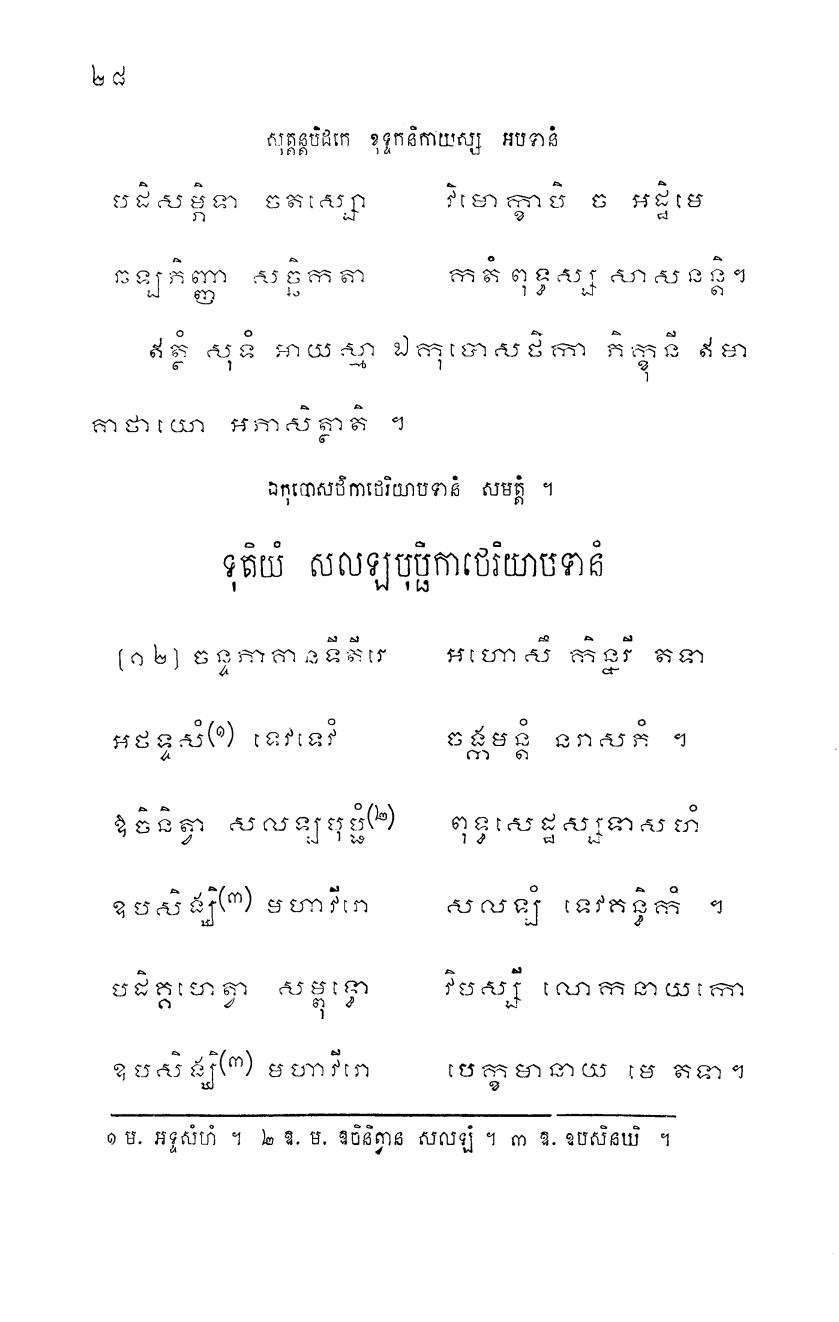 ២៨
សុត្តន្តបិដកេ ខុទ្ទកនិកាយស្ស អបទានំ
បដិសម្ភិទា ចតស្សោ វិមោក្ខាបិ ច អដ្ឋិមេ
ឆឡភិញ្ញា សច្ឆិកតា កតំ ពុទ្ធស្ស សាសនន្តិ។
ឥត្ថំ សុទំ អាយស្មា ឯកុបោសថិកា ភិក្ខុនី ឥមា
គាថាយោ អភាសិត្ថាតិ ។
ឯកុបោសថិកាថេរិយាបទានំ សមត្តំ ។
ទុតិយំ សលឡបុប្ផិកាថេរិយាបទានំ
[១២] ចន្ទភាគានទីតីរេ អហោសឹ កិន្នរី តទា
អថទ្ទសំ(១) ទេវទេវំ ចង្កមន្តំ នរាសភំ ។
ឱចិនិត្វា សលឡបុប្ផំ(២) ពុទ្ធសេដ្ឋស្សទាសហំ
ឧបសិង្ឃិ(៣) មហាវីរោ សលឡំ ទេវគន្ធិកំ ។
បដិគ្គហេត្វា សម្ពុទ្ធោ វិបស្សី លោកនាយកោ
ឧបសិង្ឃិ(៣) មហាវីរោ បេក្ខមានាយ មេ តទា។
១ ម. អទ្ទសំហំ ។ ២ ឱ. ម. ឱចិនិត្វាន សលឡំ ។ ៣ ឱ. ឧបសិនឃិ ។